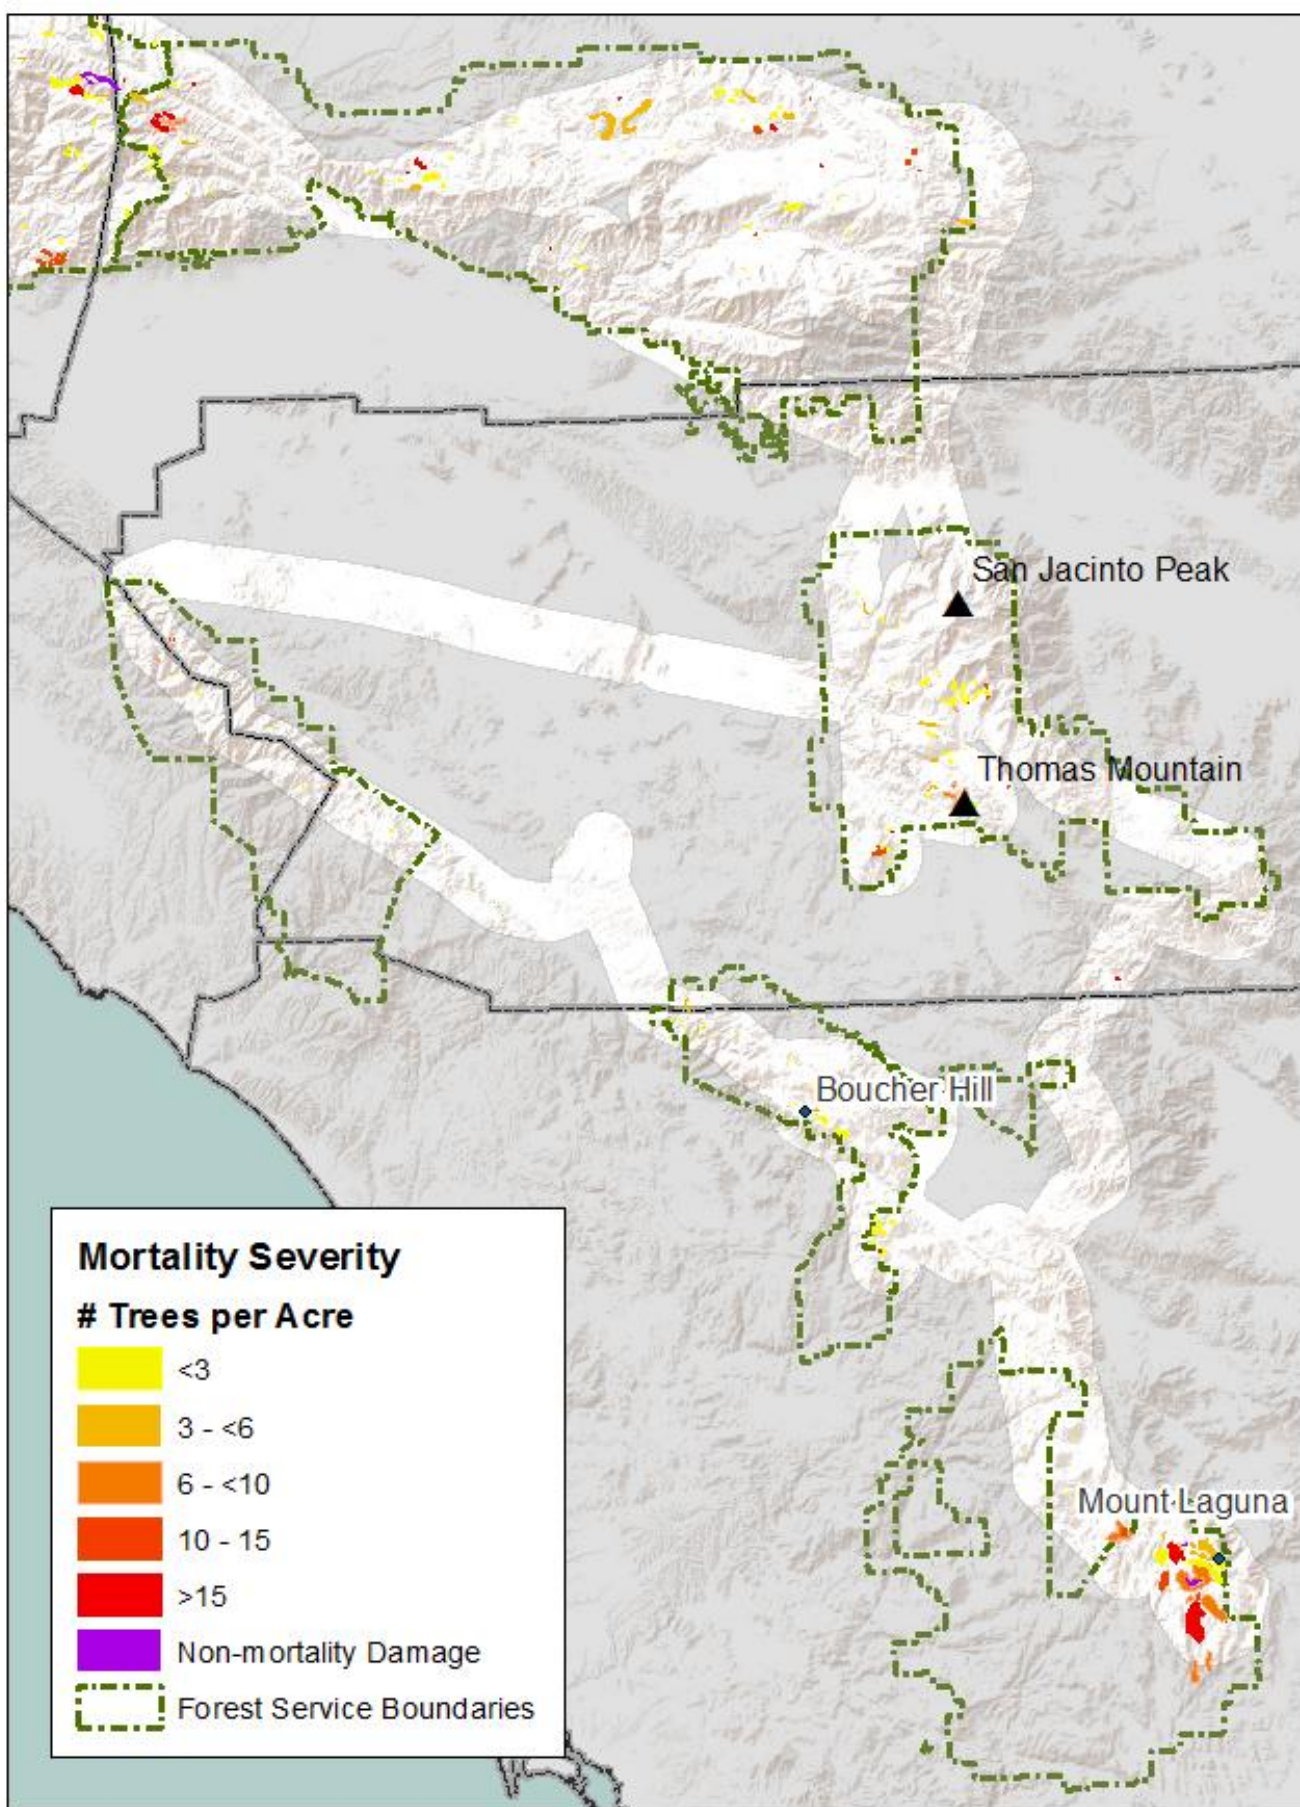 San Jacinto Peak
Thomas Mountain
Boucher Hill
Mount Laguna
Mortality Severity
# Trees per Acre
<3
3 - <6
6 - <10
10 - 15
>15
Non-mortality Damage
Forest Service Boundaries